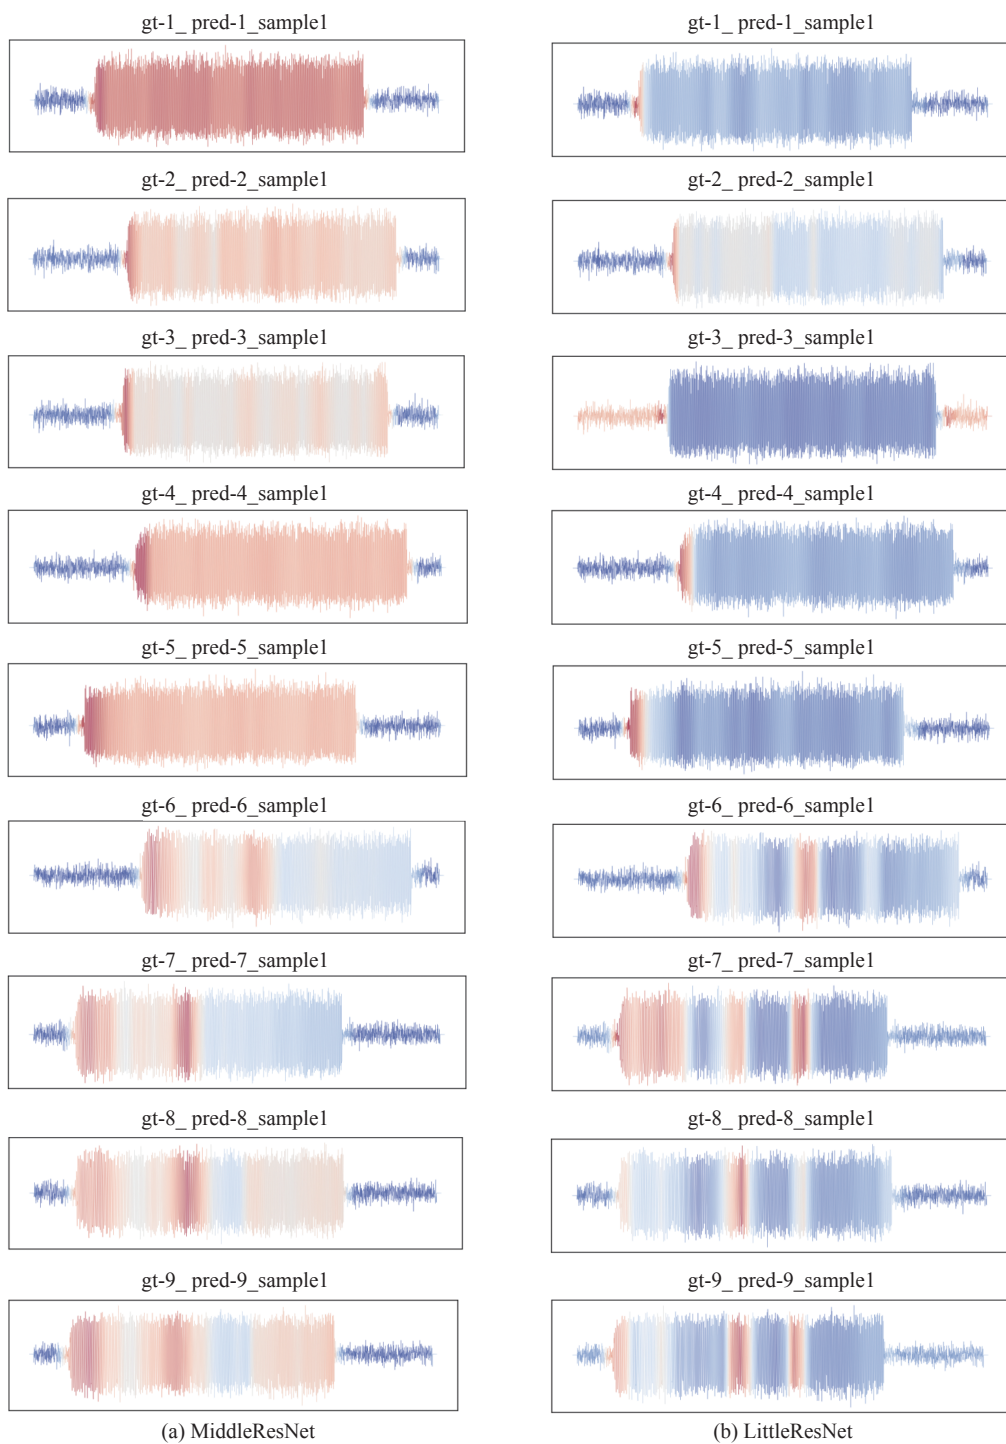 gt-1_ pred-1_sample1
gt-1_ pred-1_sample1
gt-2_ pred-2_sample1
gt-2_ pred-2_sample1
gt-3_ pred-3_sample1
gt-3_ pred-3_sample1
gt-4_ pred-4_sample1
gt-4_ pred-4_sample1
gt-5_ pred-5_sample1
gt-5_ pred-5_sample1
gt-6_ pred-6_sample1
gt-6_ pred-6_sample1
gt-7_ pred-7_sample1
gt-7_ pred-7_sample1
gt-8_ pred-8_sample1
gt-8_ pred-8_sample1
gt-9_ pred-9_sample1
gt-9_ pred-9_sample1
(a) MiddleResNet
(b) LittleResNet